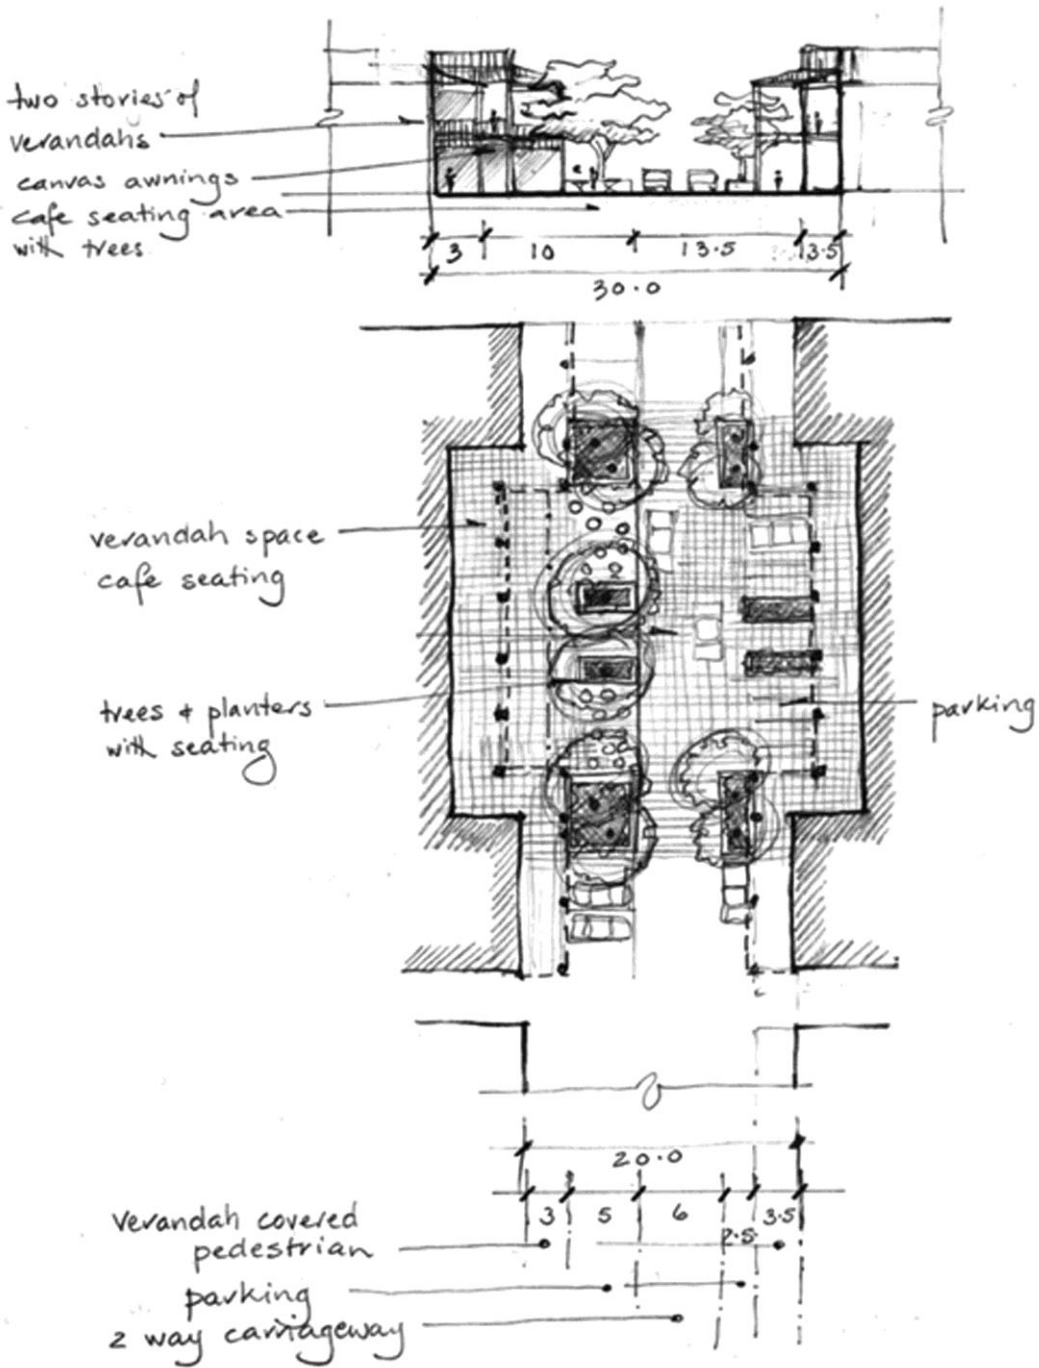 two stories of
verandahs
canvas awnings
cafe seating area
with trees
3 10 13.5 3.5
30.0
verandah space
cafe seating
trees + planters
with seating
parking
20.0
3 5 6 2.5 3.5
verandah covered
pedestrian
parking
2 way carriageway